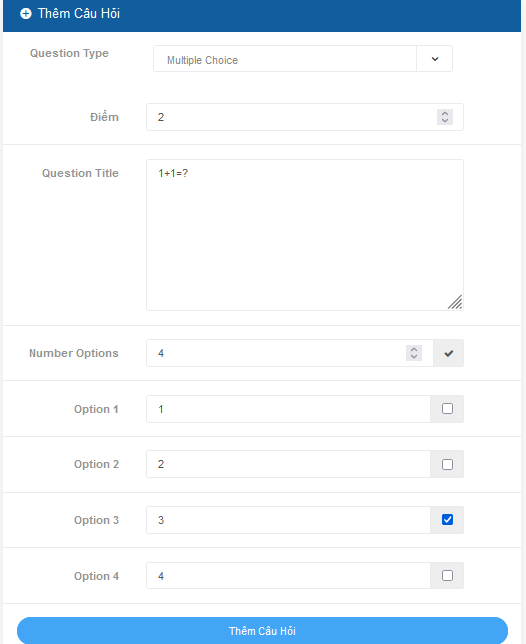 Thêm Câu Hỏi
Question Type
Multiple Choice
Điểm
2
Question Title
1+1=?
Number Options
4
Option 1
1
Option 2
2
Option 3
3
Option 4
4
Thêm Câu Hỏi